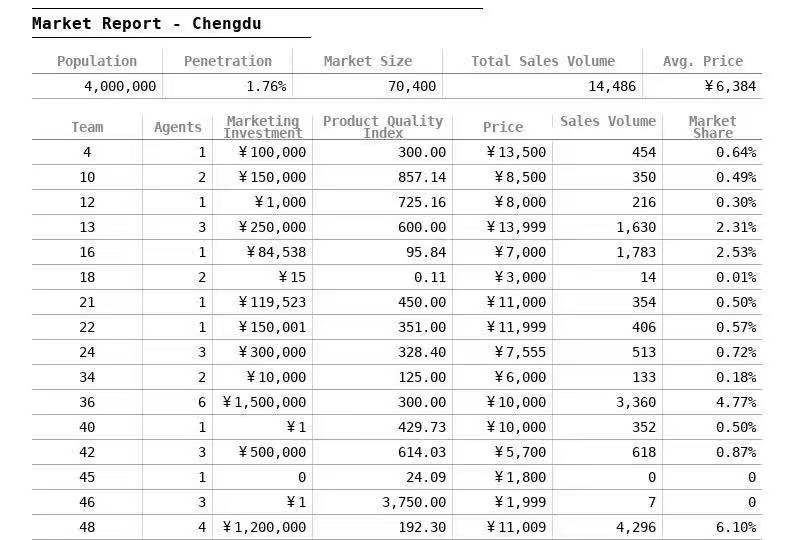 Market Report - Chengdu
Population Penetration Market Size Total Sales Volume Avg. Price
4,000,000 1.76% 70,400 14,486 ¥6,384
Team Agents Marketing Investment Product Quality Index Price Sales Volume Market Share
4 1 ¥100,000 300.00 ¥13,500 454 0.64%
10 2 ¥150,000 857.14 ¥8,500 350 0.49%
12 1 ¥1,000 725.16 ¥8,000 216 0.30%
13 3 ¥250,000 600.00 ¥13,999 1,630 2.31%
16 1 ¥84,538 95.84 ¥7,000 1,783 2.53%
18 2 ¥15 0.11 ¥3,000 14 0.01%
21 1 ¥119,523 450.00 ¥11,000 354 0.50%
22 1 ¥150,001 351.00 ¥11,999 406 0.57%
24 3 ¥300,000 328.40 ¥7,555 513 0.72%
34 2 ¥10,000 125.00 ¥6,000 133 0.18%
36 6 ¥1,500,000 300.00 ¥10,000 3,360 4.77%
40 1 ¥1 429.73 ¥10,000 352 0.50%
42 3 ¥500,000 614.03 ¥5,700 618 0.87%
45 1 0 24.09 ¥1,800 0 0
46 3 ¥1 3,750.00 ¥1,999 7 0
48 4 ¥1,200,000 192.30 ¥11,009 4,296 6.10%